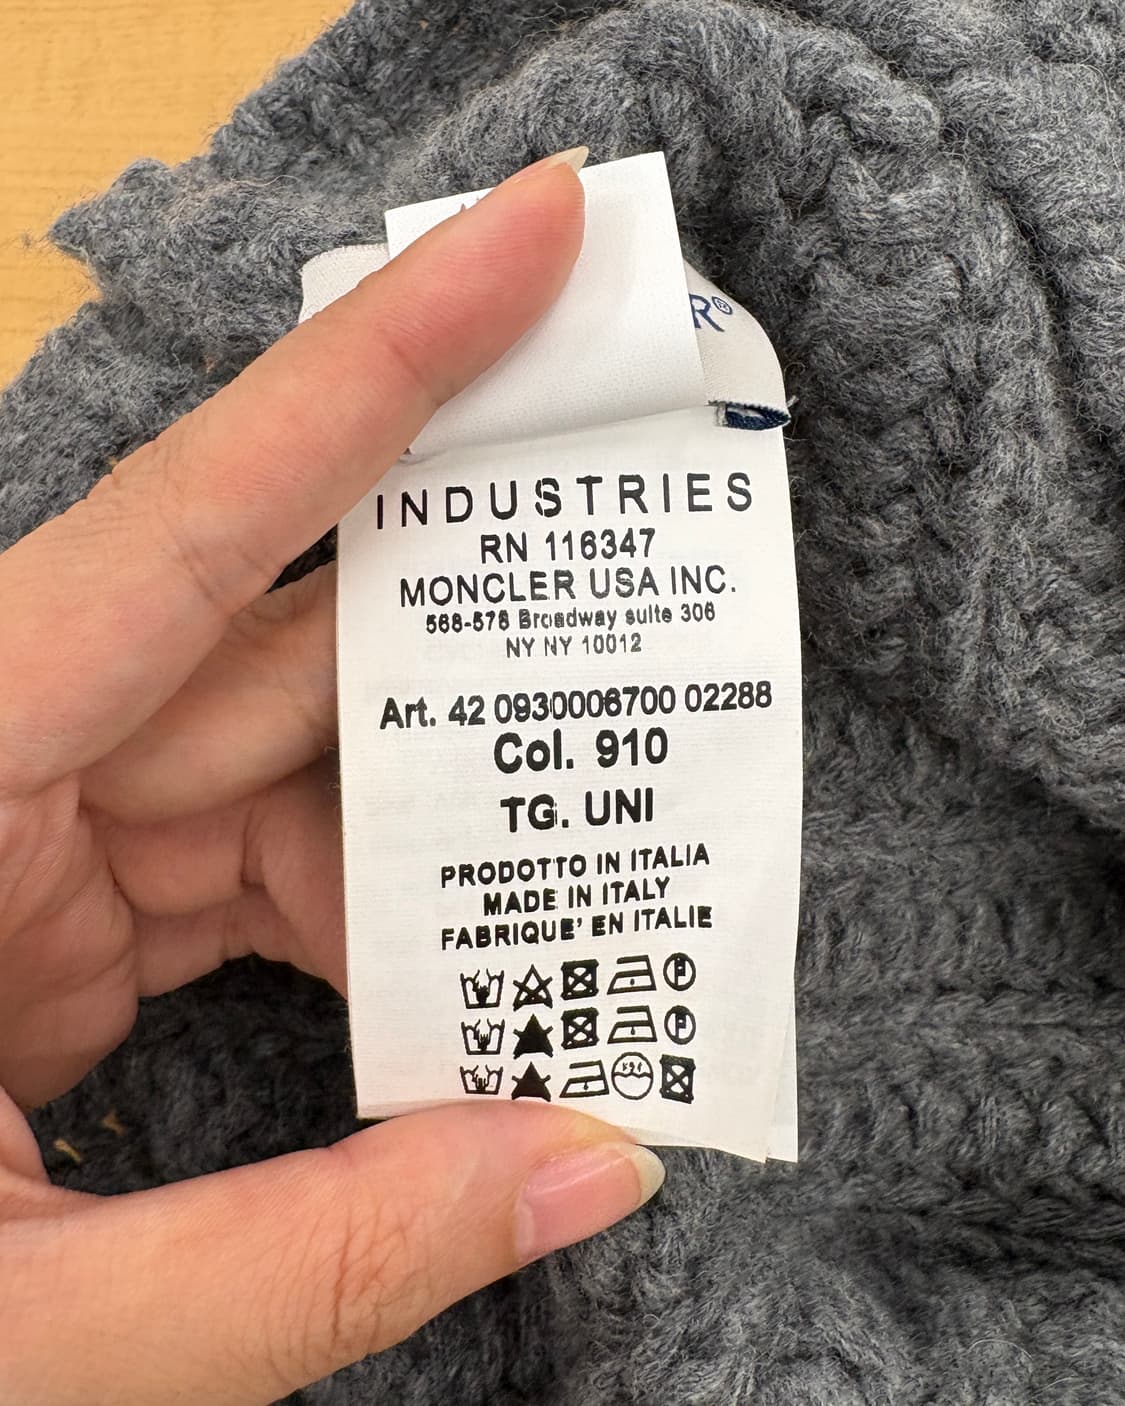 R®
INDUSTRIES
RN 116347
MONCLER USA INC.
568-578 Broadway suite 306
NY NY 10012
Art. 42 0930006700 02288
Col. 910
TG. UNI
PRODOTTO IN ITALIA
MADE IN ITALY
FABRIQUE' EN ITALIE
P
P